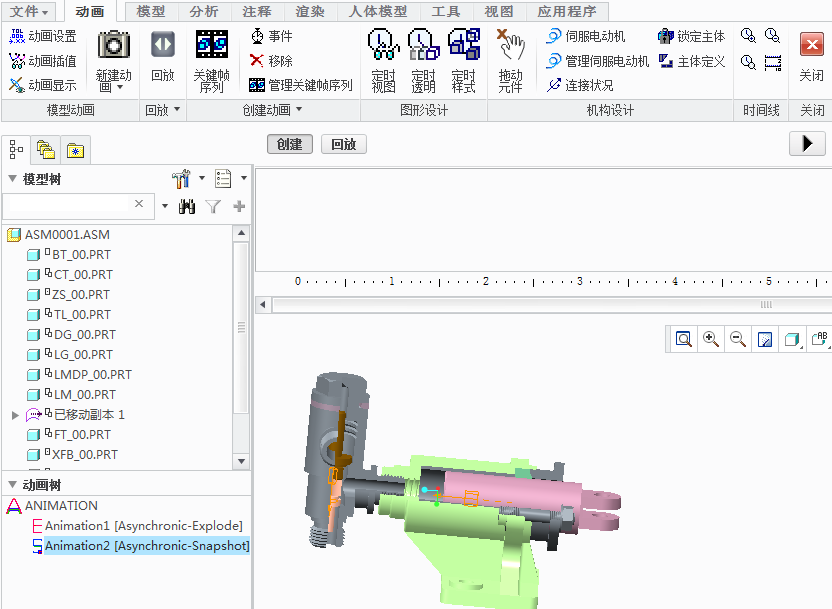 文件 动画 模型 分析 注释 渲染 人体模型 工具 视图 应用程序
动画设置
动画插值
动画显示
新建动画
回放
关键帧序列
事件
移除
管理关键帧序列
定时视图
定时透明
定时样式
拖动元件
伺服电动机
管理伺服电动机
连接状况
锁定主体
主体定义
关闭
模型动画 回放 创建动画 图形设计 机构设计 时间线 关闭
创建 回放
模型树
ASM0001.ASM
BT_00.PRT
CT_00.PRT
ZS_00.PRT
TL_00.PRT
DG_00.PRT
LG_00.PRT
LMDP_00.PRT
LM_00.PRT
已移动副本 1
FT_00.PRT
XFB_00.PRT
0 1 2 3 4 5
AB
动画树
ANIMATION
Animation1 [Asynchronic-Explode]
Animation2 [Asynchronic-Snapshot]